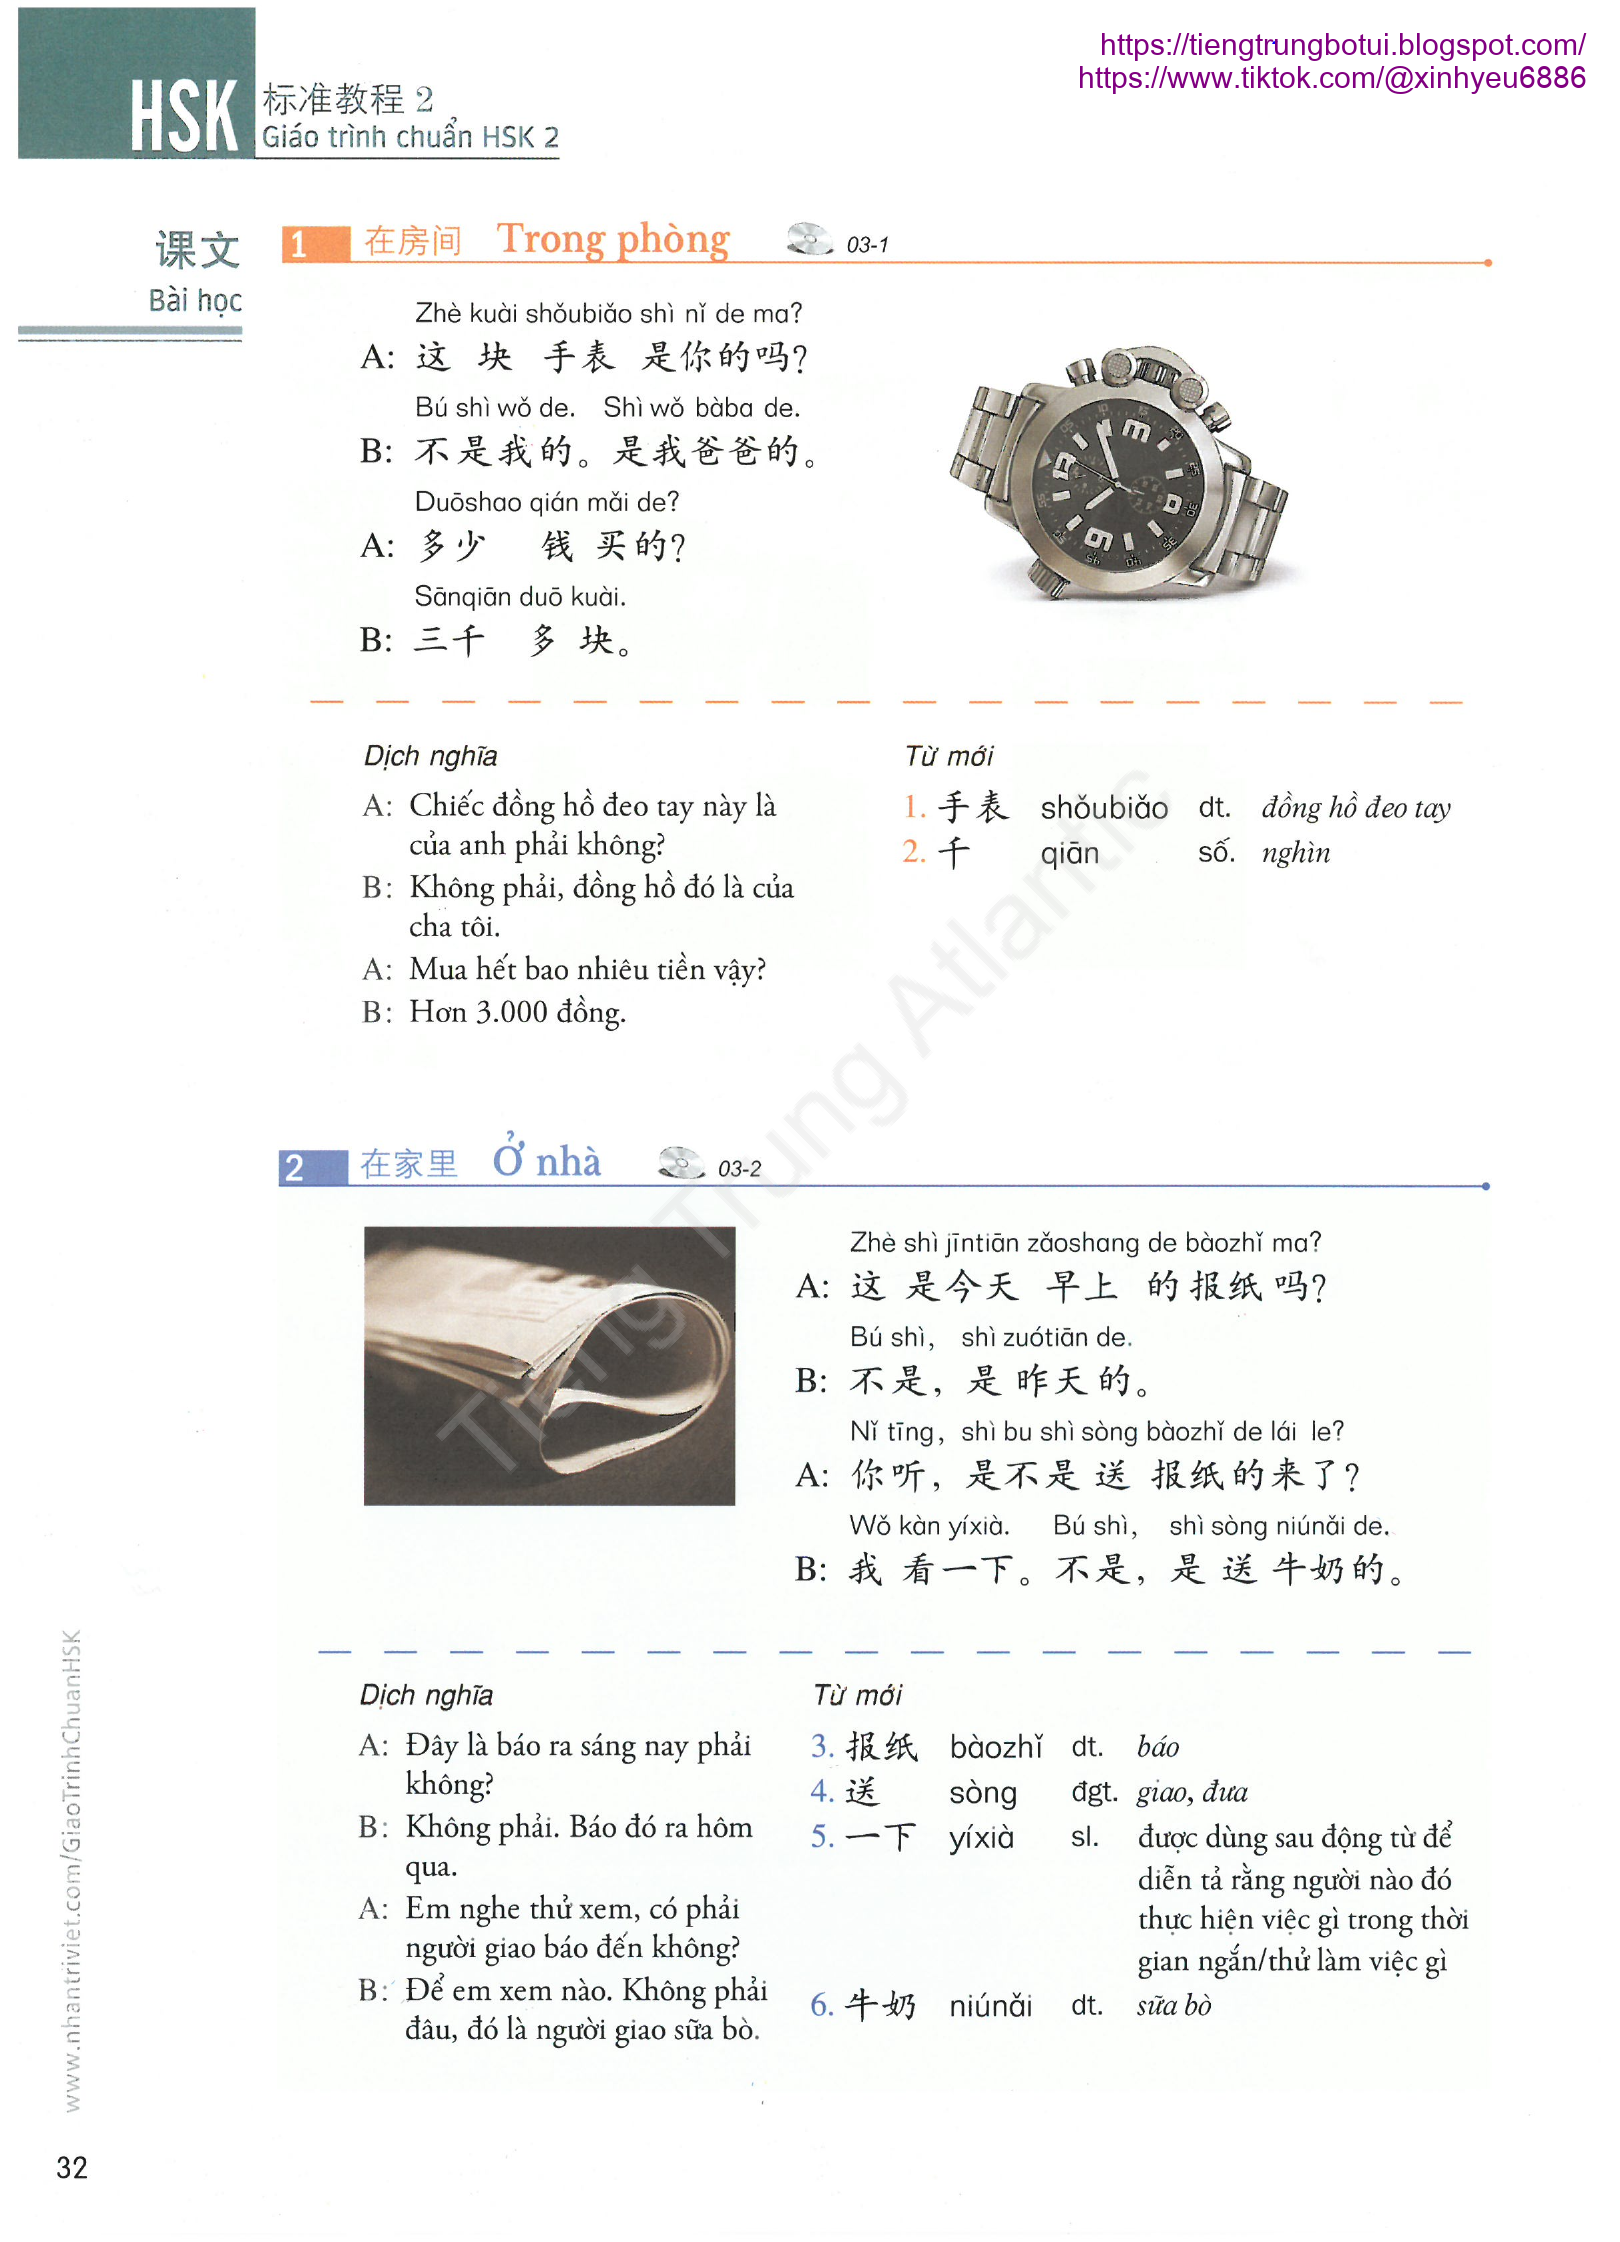 https://tiengtrungbotui.blogspot.com/
https://www.tiktok.com/@xinhyeu6886
HSK 标准教程 2
Giáo trình chuẩn HSK 2
课文
Bài học
1 在房间 Trong phòng 03-1
Zhè kuài shǒubiǎo shì nǐ de ma?
A: 这 块 手表 是你的吗?
Bú shì wǒ de. Shì wǒ bàba de.
B: 不是我的。是我爸爸的。
Duōshao qián mǎi de?
A: 多少 钱 买的?
Sānqiān duō kuài.
B: 三千 多 块。
Dịch nghĩa
A: Chiếc đồng hồ đeo tay này là
của anh phải không?
B: Không phải, đồng hồ đó là của
cha tôi.
A: Mua hết bao nhiêu tiền vậy?
B: Hơn 3.000 đồng.
Từ mới
1. 手表 shǒubiǎo dt. đồng hồ đeo tay
2. 千 qiān số. nghìn
2 在家里 Ở nhà 03-2
Zhè shì jīntiān zǎoshang de bàozhǐ ma?
A: 这 是今天 早上 的报纸吗?
Bú shì, shì zuótiān de.
B: 不是, 是昨天的。
Nǐ tīng, shì bu shì sòng bàozhǐ de lái le?
A: 你听, 是不是 送 报纸的来了?
Wǒ kàn yíxià. Bú shì, shì sòng niúnǎi de.
B: 我 看一下。不是, 是 送 牛奶的。
Dịch nghĩa
A: Đây là báo ra sáng nay phải
không?
B: Không phải. Báo đó ra hôm
qua.
A: Em nghe thử xem, có phải
người giao báo đến không?
B: Để em xem nào. Không phải
đâu, đó là người giao sữa bò.
Từ mới
3. 报纸 bàozhǐ dt. báo
4. 送 sòng đgt. giao, đưa
5. 一下 yíxià sl. được dùng sau động từ để
diễn tả rằng người nào đó
thực hiện việc gì trong thời
gian ngắn/thử làm việc gì
6. 牛奶 niúnǎi dt. sữa bò
Tiếng Trung Atlantic
www.nhantriviet.com/GiaoTrinhChuanHSK
32